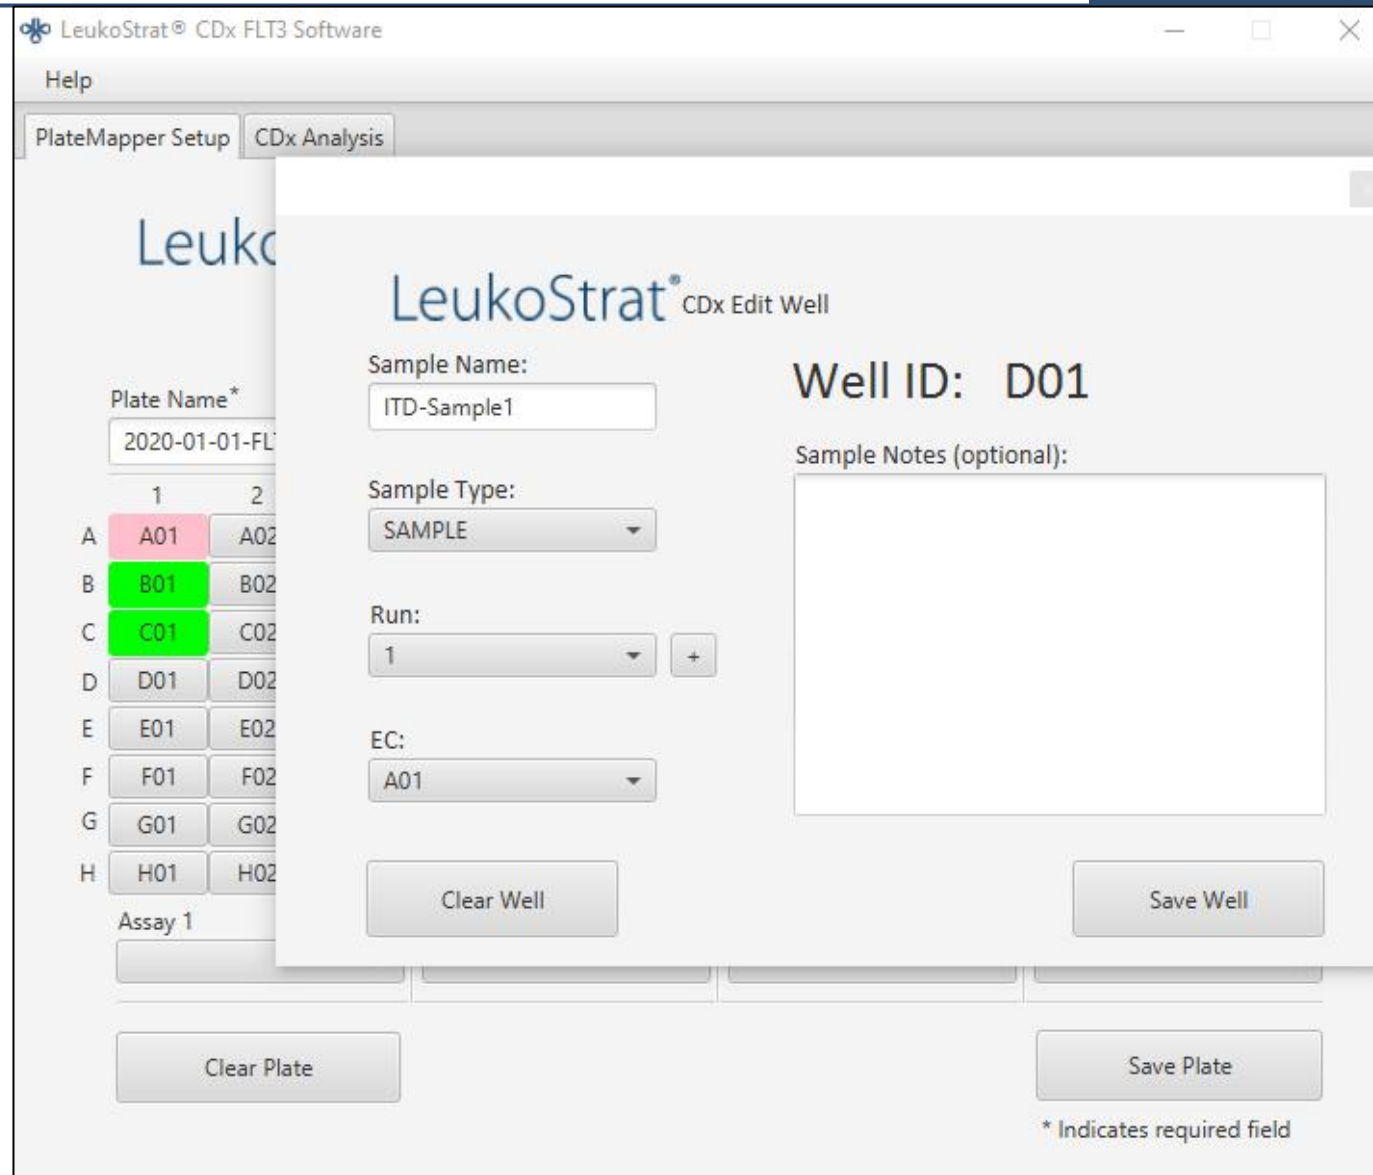 LeukoStrat® CDx FLT3 Software
Help
PlateMapper Setup CDx Analysis
LeukoStrat® CDx Edit Well
Sample Name:
ITD-Sample1
Well ID: D01
Plate Name*
2020-01-01-FL
Sample Notes (optional):
Sample Type:
SAMPLE
Run:
1 +
EC:
A01
1 2
A A01 A02
B B01 B02
C C01 C02
D D01 D02
E E01 E02
F F01 F02
G G01 G02
H H01 H02
Clear Well Save Well
Assay 1
Clear Plate Save Plate
* Indicates required field